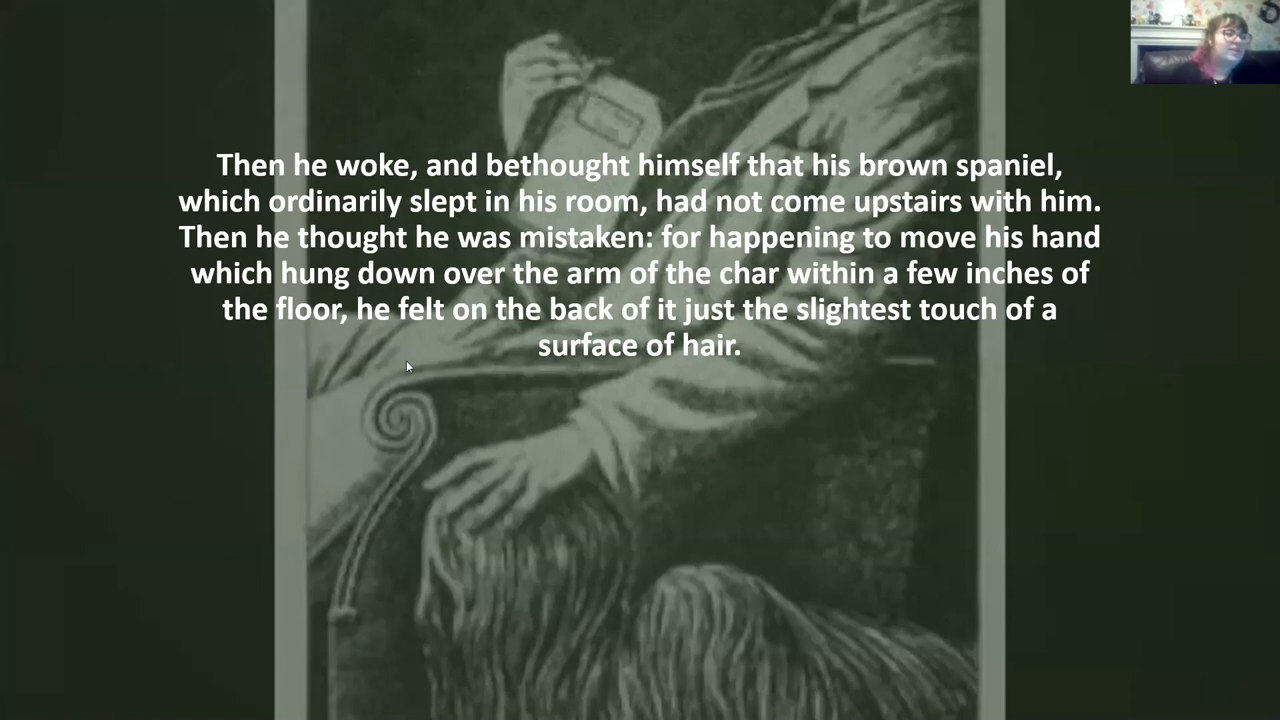 Then he woke, and bethought himself that his brown spaniel,
which ordinarily slept in his room, had not come upstairs with him.
Then he thought he was mistaken: for happening to move his hand
which hung down over the arm of the char within a few inches of
the floor, he felt on the back of it just the slightest touch of a
surface of hair.